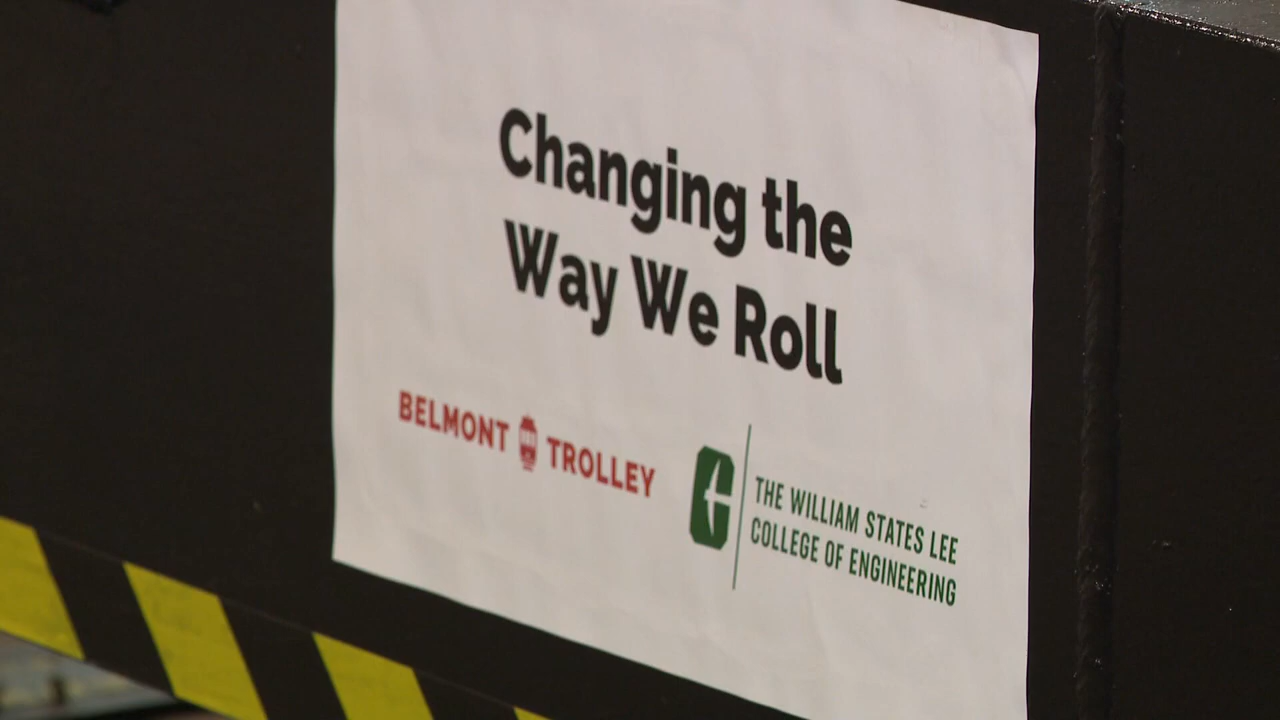 Changing the
Way We Roll
BELMONT TROLLEY
THE WILLIAM STATES LEE
COLLEGE OF ENGINEERING